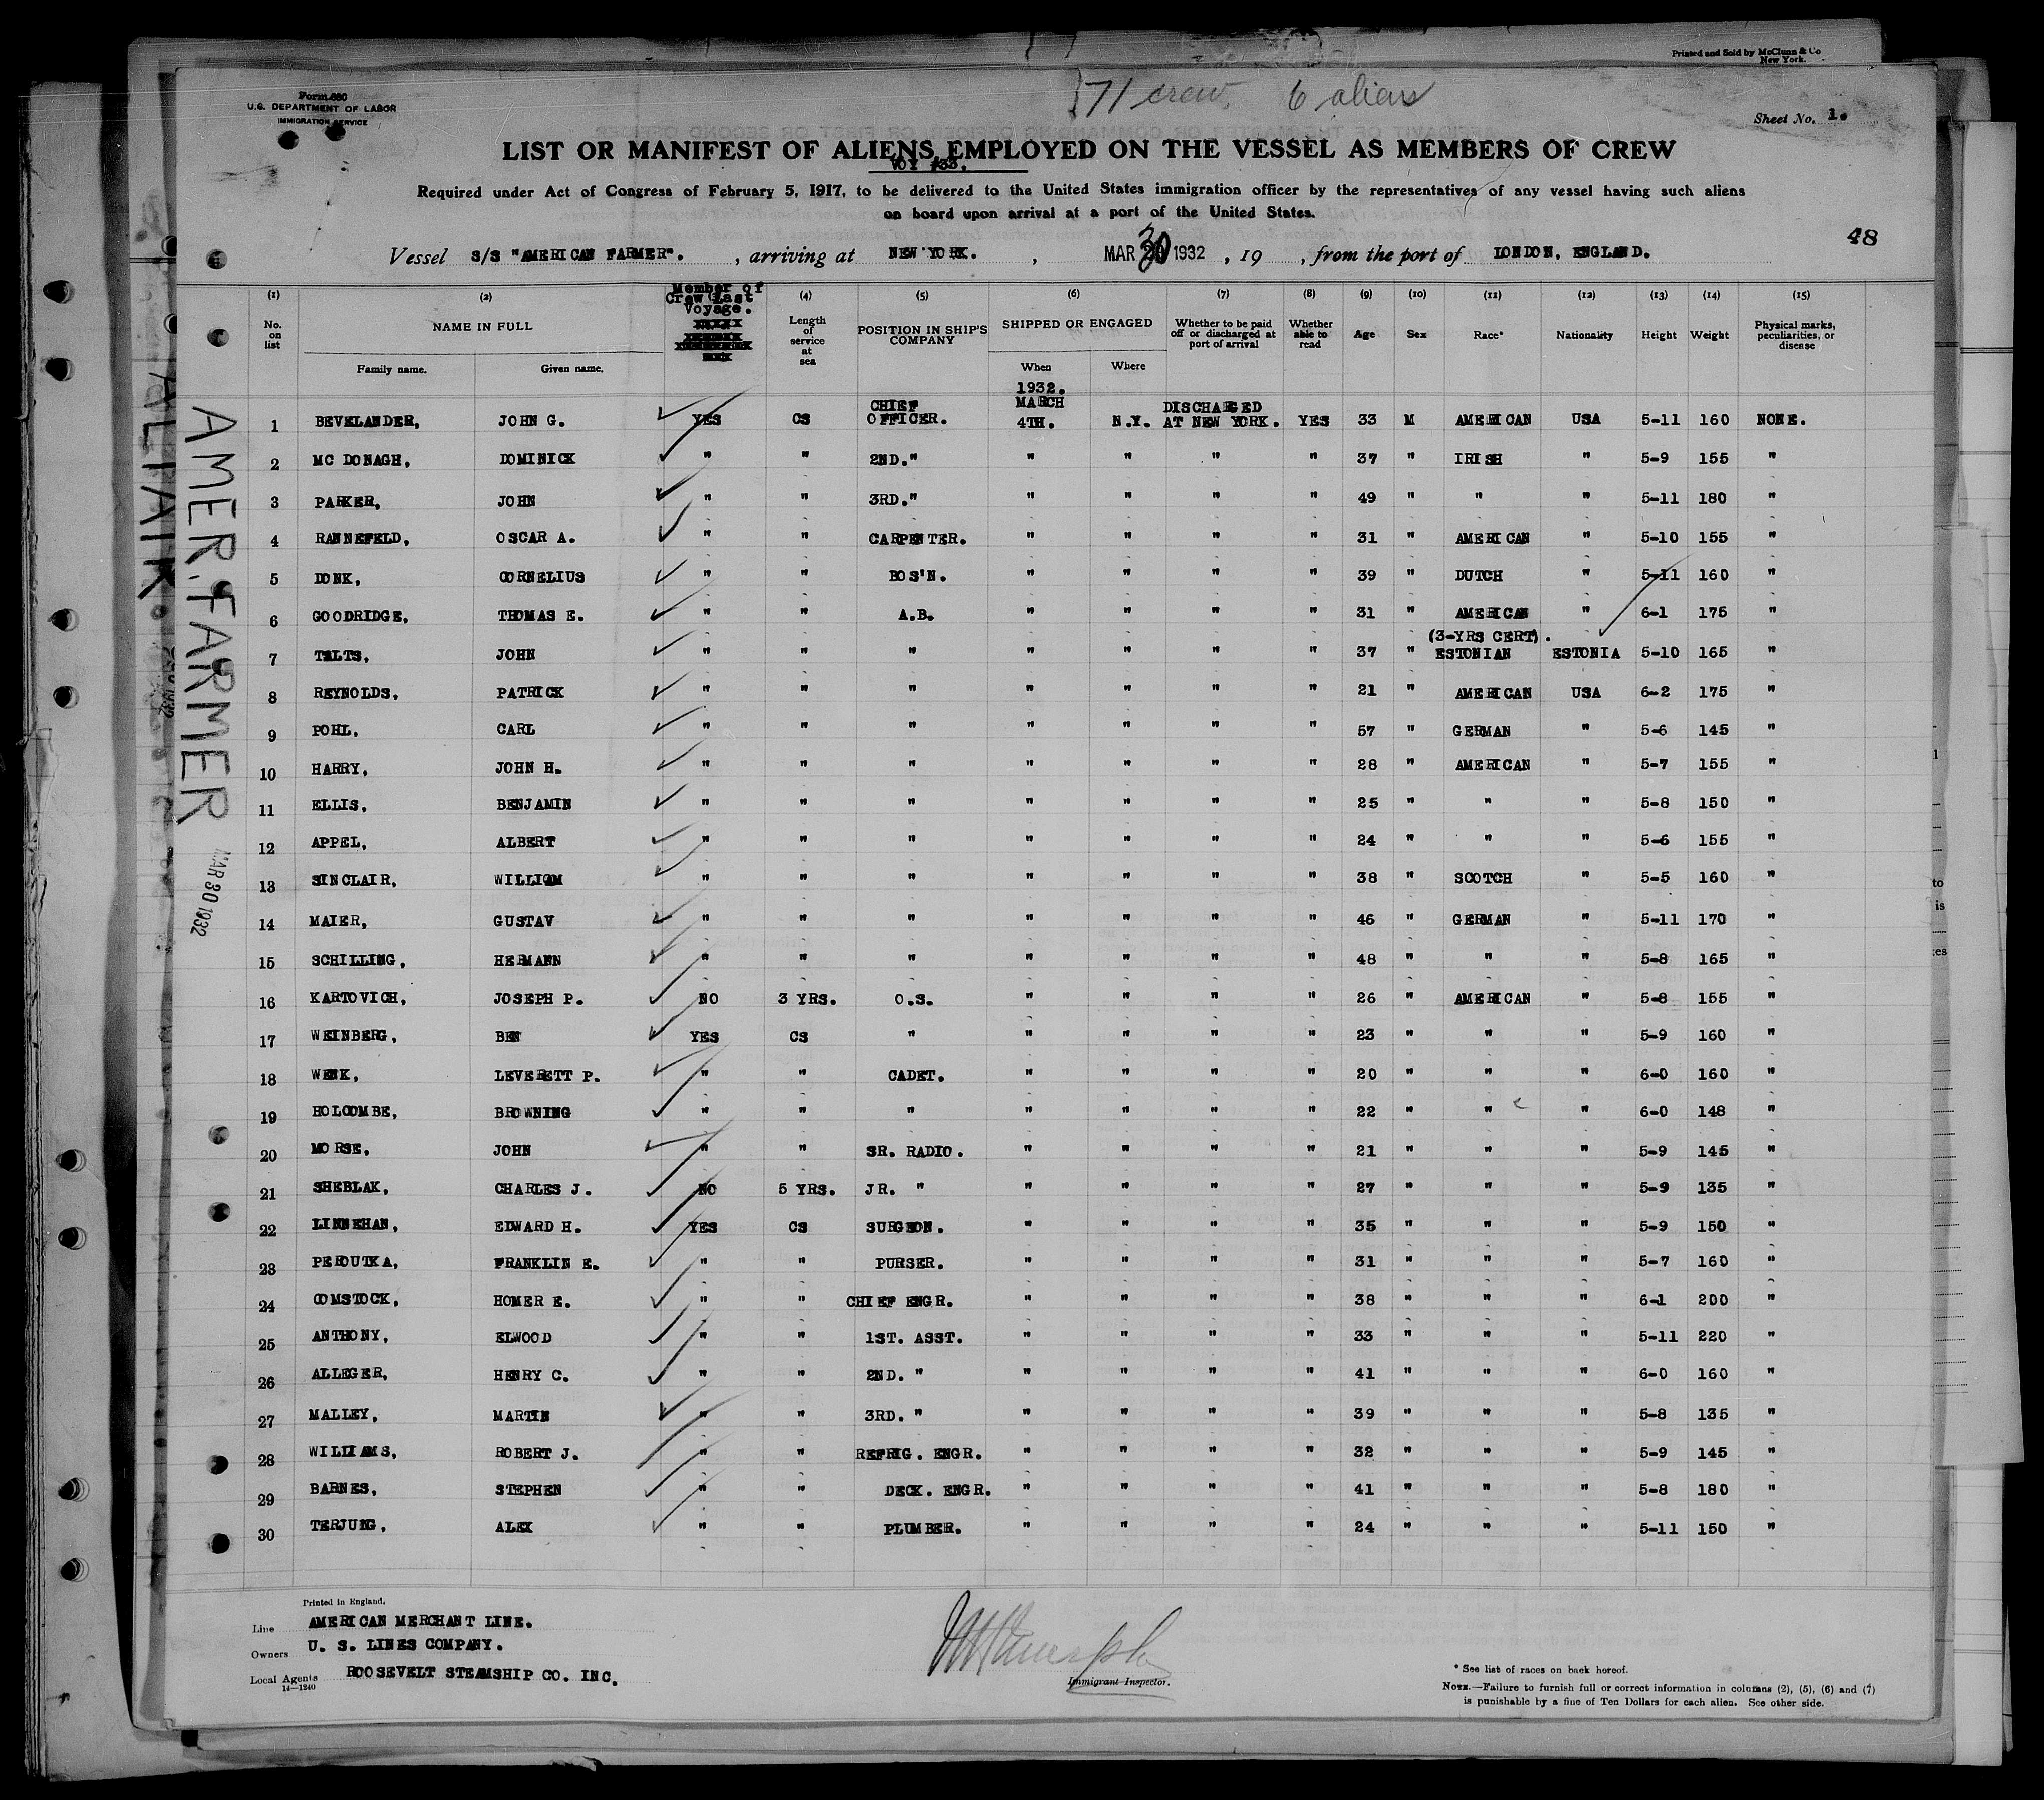 Printed and Sold by McClunn & Co
New York.
71 crew, 6 aliens
Form 680
U.S. DEPARTMENT OF LABOR
IMMIGRATION SERVICE
Sheet No. 1.
LIST OR MANIFEST OF ALIENS EMPLOYED ON THE VESSEL AS MEMBERS OF CREW
VOY #33.
Required under Act of Congress of February 5, 1917, to be delivered to the United States immigration officer by the representatives of any vessel having such aliens
on board upon arrival at a port of the United States.
48
Vessel S/S "AMERICAN FARMER". , arriving at NEW YORK. , MAR 30 1932 , 19 , from the port of LONDON, ENGLAND.
(1) (2) Member of Crew Last Voyage. (4) (5) (6) (7) (8) (9) (10) (11) (12) (13) (14) (15)
No. on list NAME IN FULL Length of service at sea POSITION IN SHIP'S COMPANY SHIPPED OR ENGAGED Whether to be paid off or discharged at port of arrival Whether able to read Age Sex Race* Nationality Height Weight Physical marks, peculiarities, or disease
Family name. Given name. When Where
1932.
1 BEVELANDER, JOHN G. YES CS CHIEF OFFICER. MARCH 4TH. N.Y. DISCHARGED AT NEW YORK. YES 33 M AMERICAN USA 5-11 160 NONE.
2 MC DONAGH, DOMINICK " " 2ND." " " " " 37 " IRISH " 5-9 155 "
3 PARKER, JOHN " " 3RD." " " " " 49 " " " 5-11 180 "
4 RANNEFELD, OSCAR A. " " CARPENTER. " " " " 31 " AMERICAN " 5-10 155 "
5 DONK, CORNELIUS " " BOS'N. " " " " 39 " DUTCH " 5-11 160 "
6 GOODRIDGE, THOMAS E. " " A.B. " " " " 31 " AMERICAN " 6-1 175 "
(3-YRS CERT).
7 TALTS, JOHN " " " " " " " 37 " ESTONIAN ESTONIA 5-10 165 "
8 REYNOLDS, PATRICK " " " " " " " 21 " AMERICAN USA 6-2 175 "
9 POHL, CARL " " " " " " " 57 " GERMAN " 5-6 145 "
10 HARRY, JOHN H. " " " " " " " 28 " AMERICAN " 5-7 155 "
11 ELLIS, BENJAMIN " " " " " " " 25 " " " 5-8 150 "
12 APPEL, ALBERT " " " " " " " 24 " " " 5-6 155 "
13 SINCLAIR, WILLIAM " " " " " " " 38 " SCOTCH " 5-5 160 "
14 MAIER, GUSTAV " " " " " " " 46 " GERMAN " 5-11 170 "
15 SCHILLING, HERMANN " " " " " " " 48 " " " 5-8 165 "
16 KARTOVICH, JOSEPH P. NO 3 YRS. O.S. " " " " 26 " AMERICAN " 5-8 155 "
17 WEINBERG, BEN YES CS " " " " " 23 " " " 5-9 160 "
18 WENK, LEVERETT P. " " CADET. " " " " 20 " " " 6-0 160 "
19 HOLCOMBE, BROWNING " " " " " " " 22 " " " 6-0 148 "
20 MORSE, JOHN " " SR. RADIO. " " " " 21 " " " 5-9 145 "
21 SHEBLAK, CHARLES J. NO 5 YRS. JR. " " " " " 27 " " " 5-9 135 "
22 LINNEHAN, EDWARD H. YES CS SURGEON. " " " " 35 " " " 5-9 150 "
23 PEROUTKA, FRANKLIN E. " " PURSER. " " " " 31 " " " 5-7 160 "
24 COMSTOCK, HOMER E. " " CHIEF ENGR. " " " " 38 " " " 6-1 200 "
25 ANTHONY, ELWOOD " " 1ST. ASST. " " " " 33 " " " 5-11 220 "
26 ALLEGER, HENRY C. " " 2ND. " " " " " 41 " " " 6-0 160 "
27 MALLEY, MARTIN " " 3RD. " " " " " 39 " " " 5-8 135 "
28 WILLIAMS, ROBERT J. " " REFRIG. ENGR. " " " " 32 " " " 5-9 145 "
29 BARNES, STEPHEN " " DECK. ENGR. " " " " 41 " " " 5-8 180 "
30 TERJUNG, ALEX " " PLUMBER. " " " " 24 " " " 5-11 150 "
AMER. FARMER
MAR 30 1932
Printed in England.
Line AMERICAN MERCHANT LINE.
Owners U. S. LINES COMPANY.
Local Agents ROOSEVELT STEAMSHIP CO. INC.
14—1240
Immigrant Inspector.
* See list of races on back hereof.
NOTE.—Failure to furnish full or correct information in columns (2), (5), (6) and (7)
is punishable by a fine of Ten Dollars for each alien. See other side.